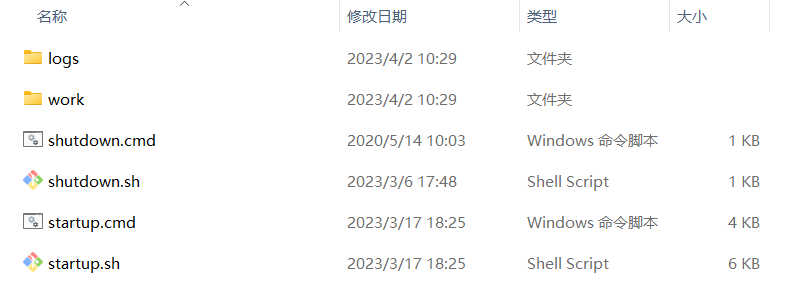 名称 修改日期 类型 大小
logs 2023/4/2 10:29 文件夹
work 2023/4/2 10:29 文件夹
shutdown.cmd 2020/5/14 10:03 Windows 命令脚本 1 KB
shutdown.sh 2023/3/6 17:48 Shell Script 1 KB
startup.cmd 2023/3/17 18:25 Windows 命令脚本 4 KB
startup.sh 2023/3/17 18:25 Shell Script 6 KB